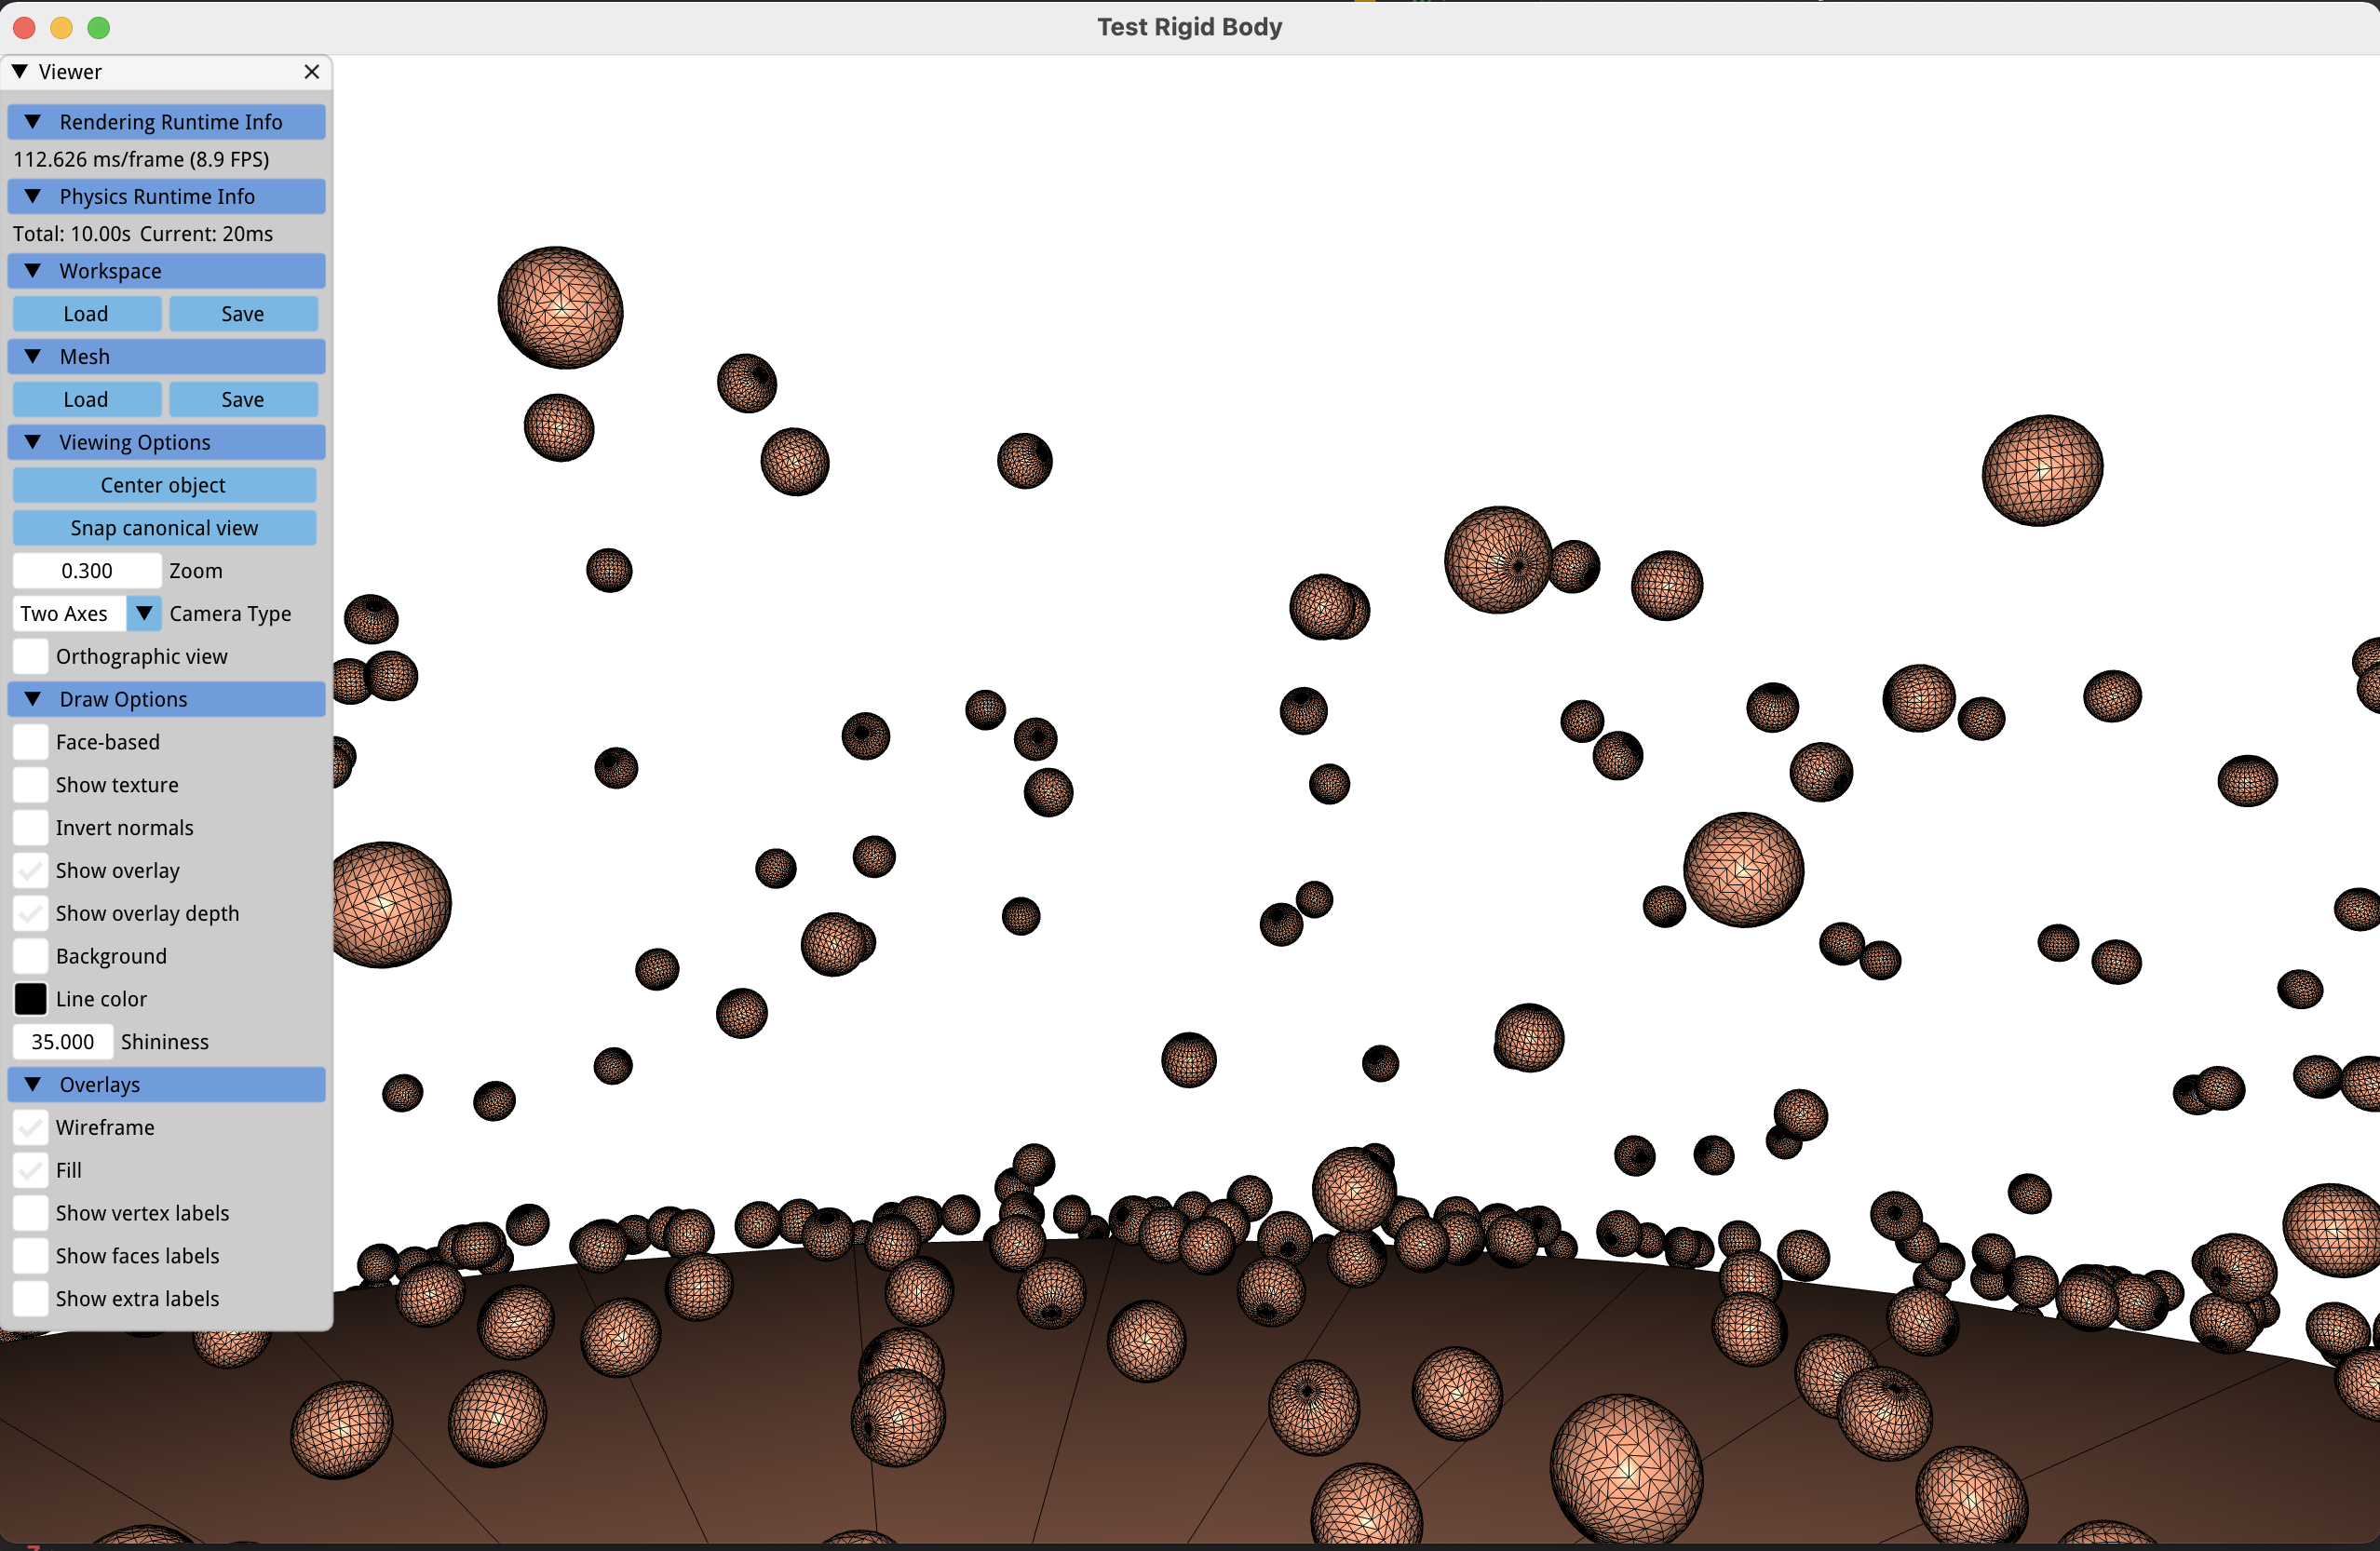 Test Rigid Body
Viewer
Rendering Runtime Info
112.626 ms/frame (8.9 FPS)
Physics Runtime Info
Total: 10.00s Current: 20ms
Workspace
Load Save
Mesh
Load Save
Viewing Options
Center object
Snap canonical view
0.300 Zoom
Two Axes Camera Type
Orthographic view
Draw Options
Face-based
Show texture
Invert normals
Show overlay
Show overlay depth
Background
Line color
35.000 Shininess
Overlays
Wireframe
Fill
Show vertex labels
Show faces labels
Show extra labels